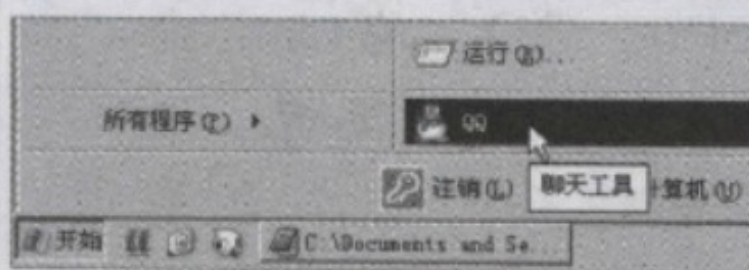 运行(R)...
所有程序(P)
QQ
注销(L) 聊天工具 计算机(U)
开始 C:\Documents and Se...